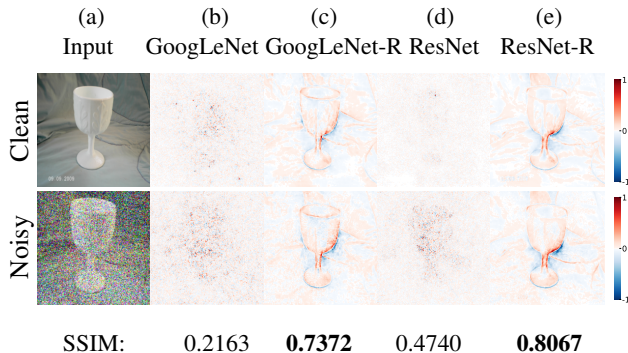 (a) (b) (c) (d) (e)
Input GoogLeNet GoogLeNet-R ResNet ResNet-R
Clean
1
0
-1
Noisy
1
0
-1
SSIM: 0.2163 0.7372 0.4740 0.8067